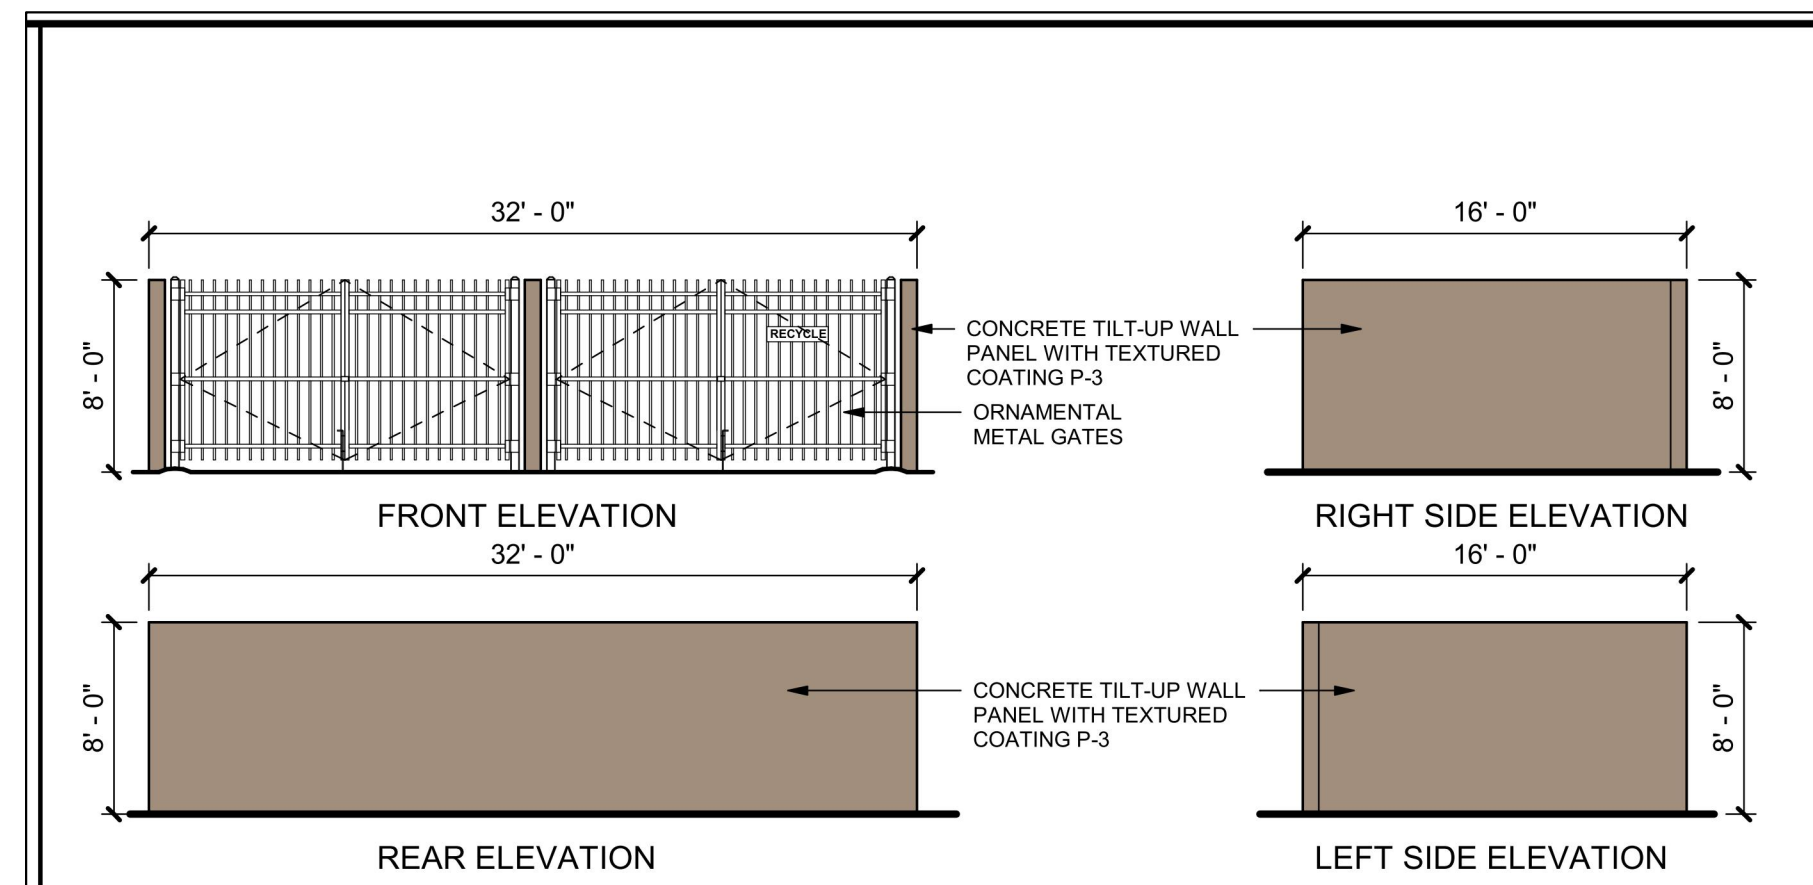 32' - 0"
16' - 0"
8' - 0"
RECYCLE
CONCRETE TILT-UP WALL
PANEL WITH TEXTURED
COATING P-3
ORNAMENTAL
METAL GATES
8' - 0"
FRONT ELEVATION
RIGHT SIDE ELEVATION
32' - 0"
16' - 0"
8' - 0"
CONCRETE TILT-UP WALL
PANEL WITH TEXTURED
COATING P-3
8' - 0"
REAR ELEVATION
LEFT SIDE ELEVATION